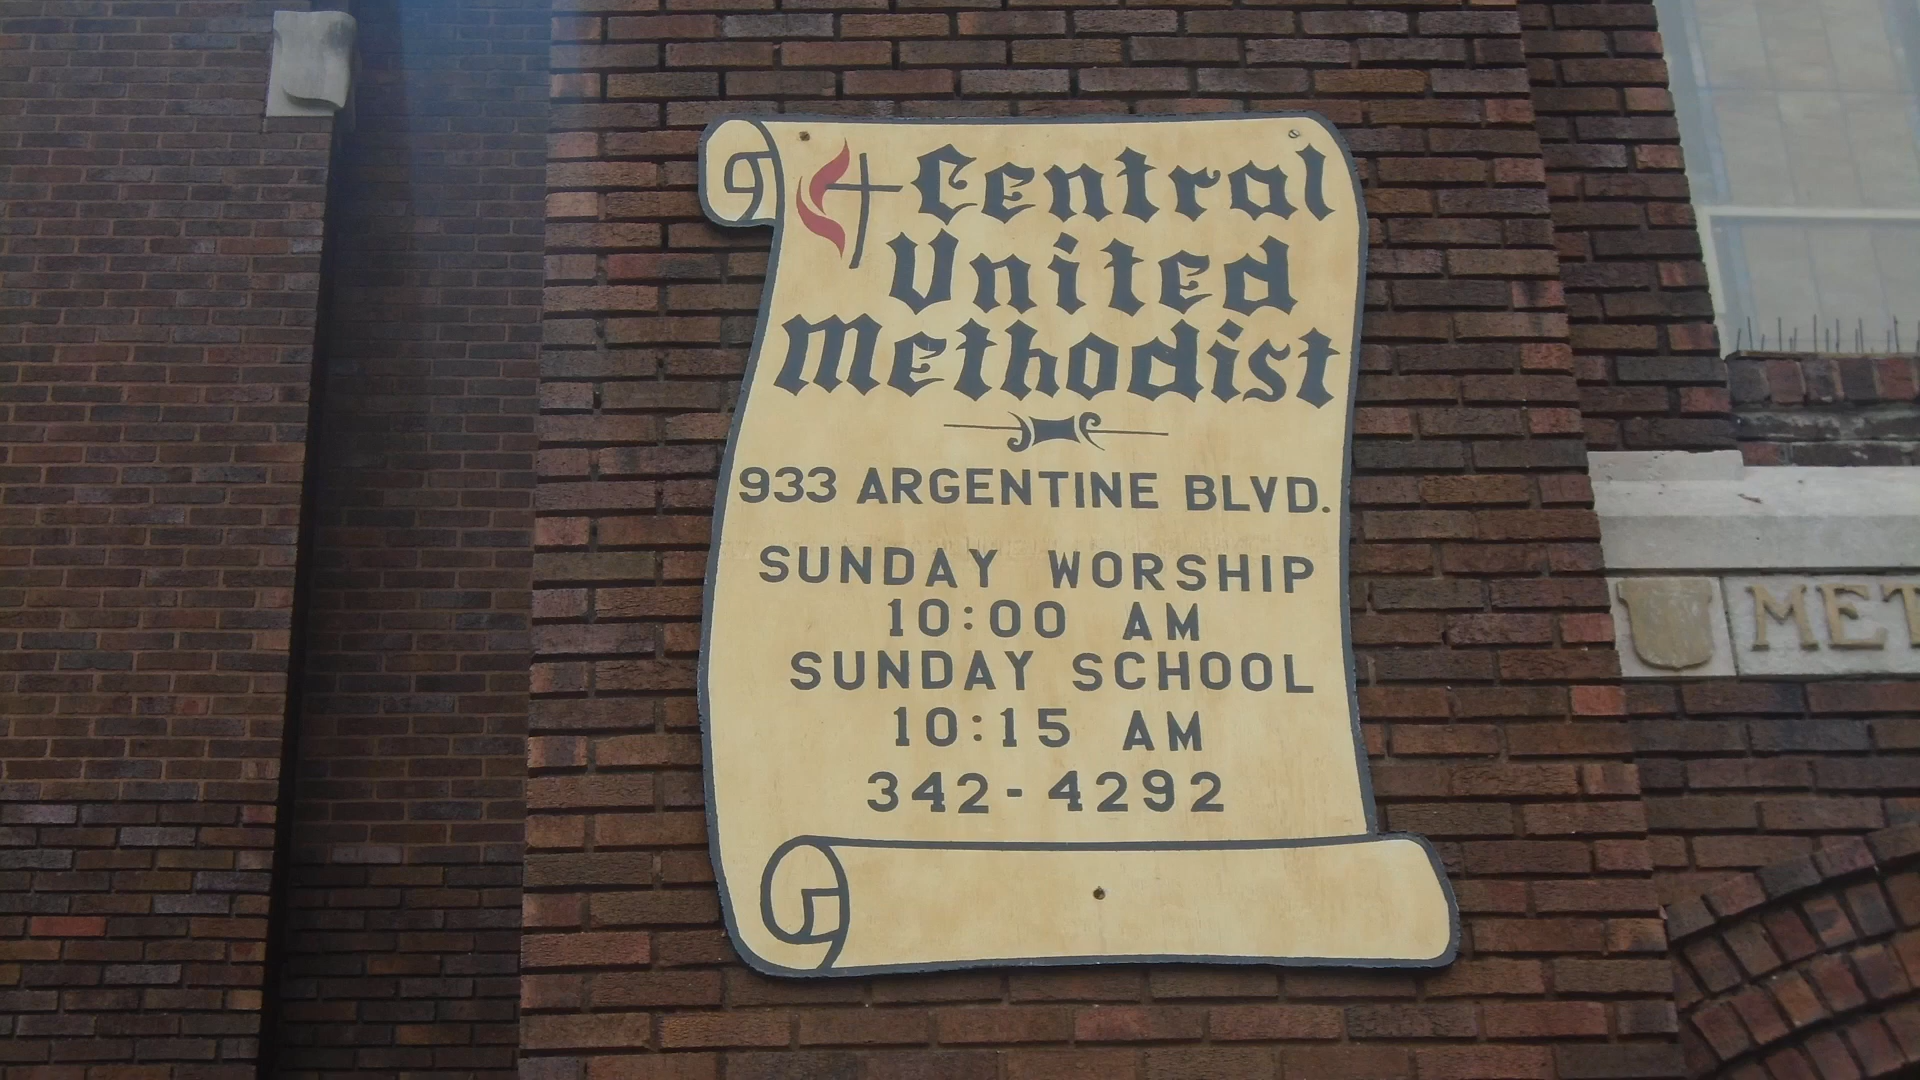 Central
United
Methodist
933 ARGENTINE BLVD.
SUNDAY WORSHIP
10:00 AM
SUNDAY SCHOOL
10:15 AM
342-4292
MET